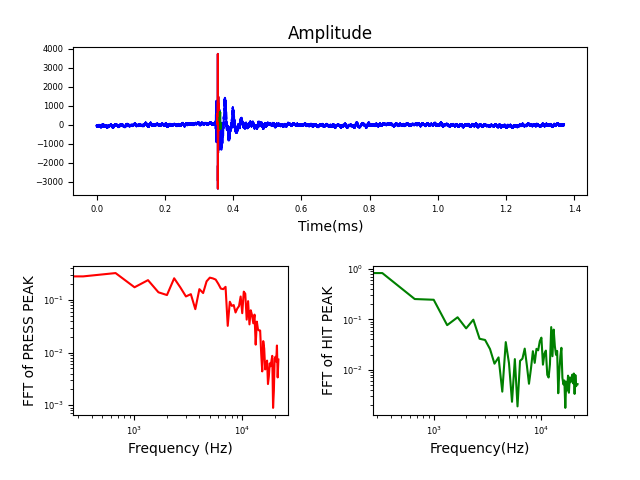 Amplitude
4000
3000
2000
1000
0
−1000
−2000
−3000
0.0 0.2 0.4 0.6 0.8 1.0 1.2 1.4
Time(ms)
FFT of PRESS PEAK
10⁻¹
10⁻²
10⁻³
10³ 10⁴
Frequency (Hz)
FFT of HIT PEAK
10⁰
10⁻¹
10⁻²
10³ 10⁴
Frequency(Hz)